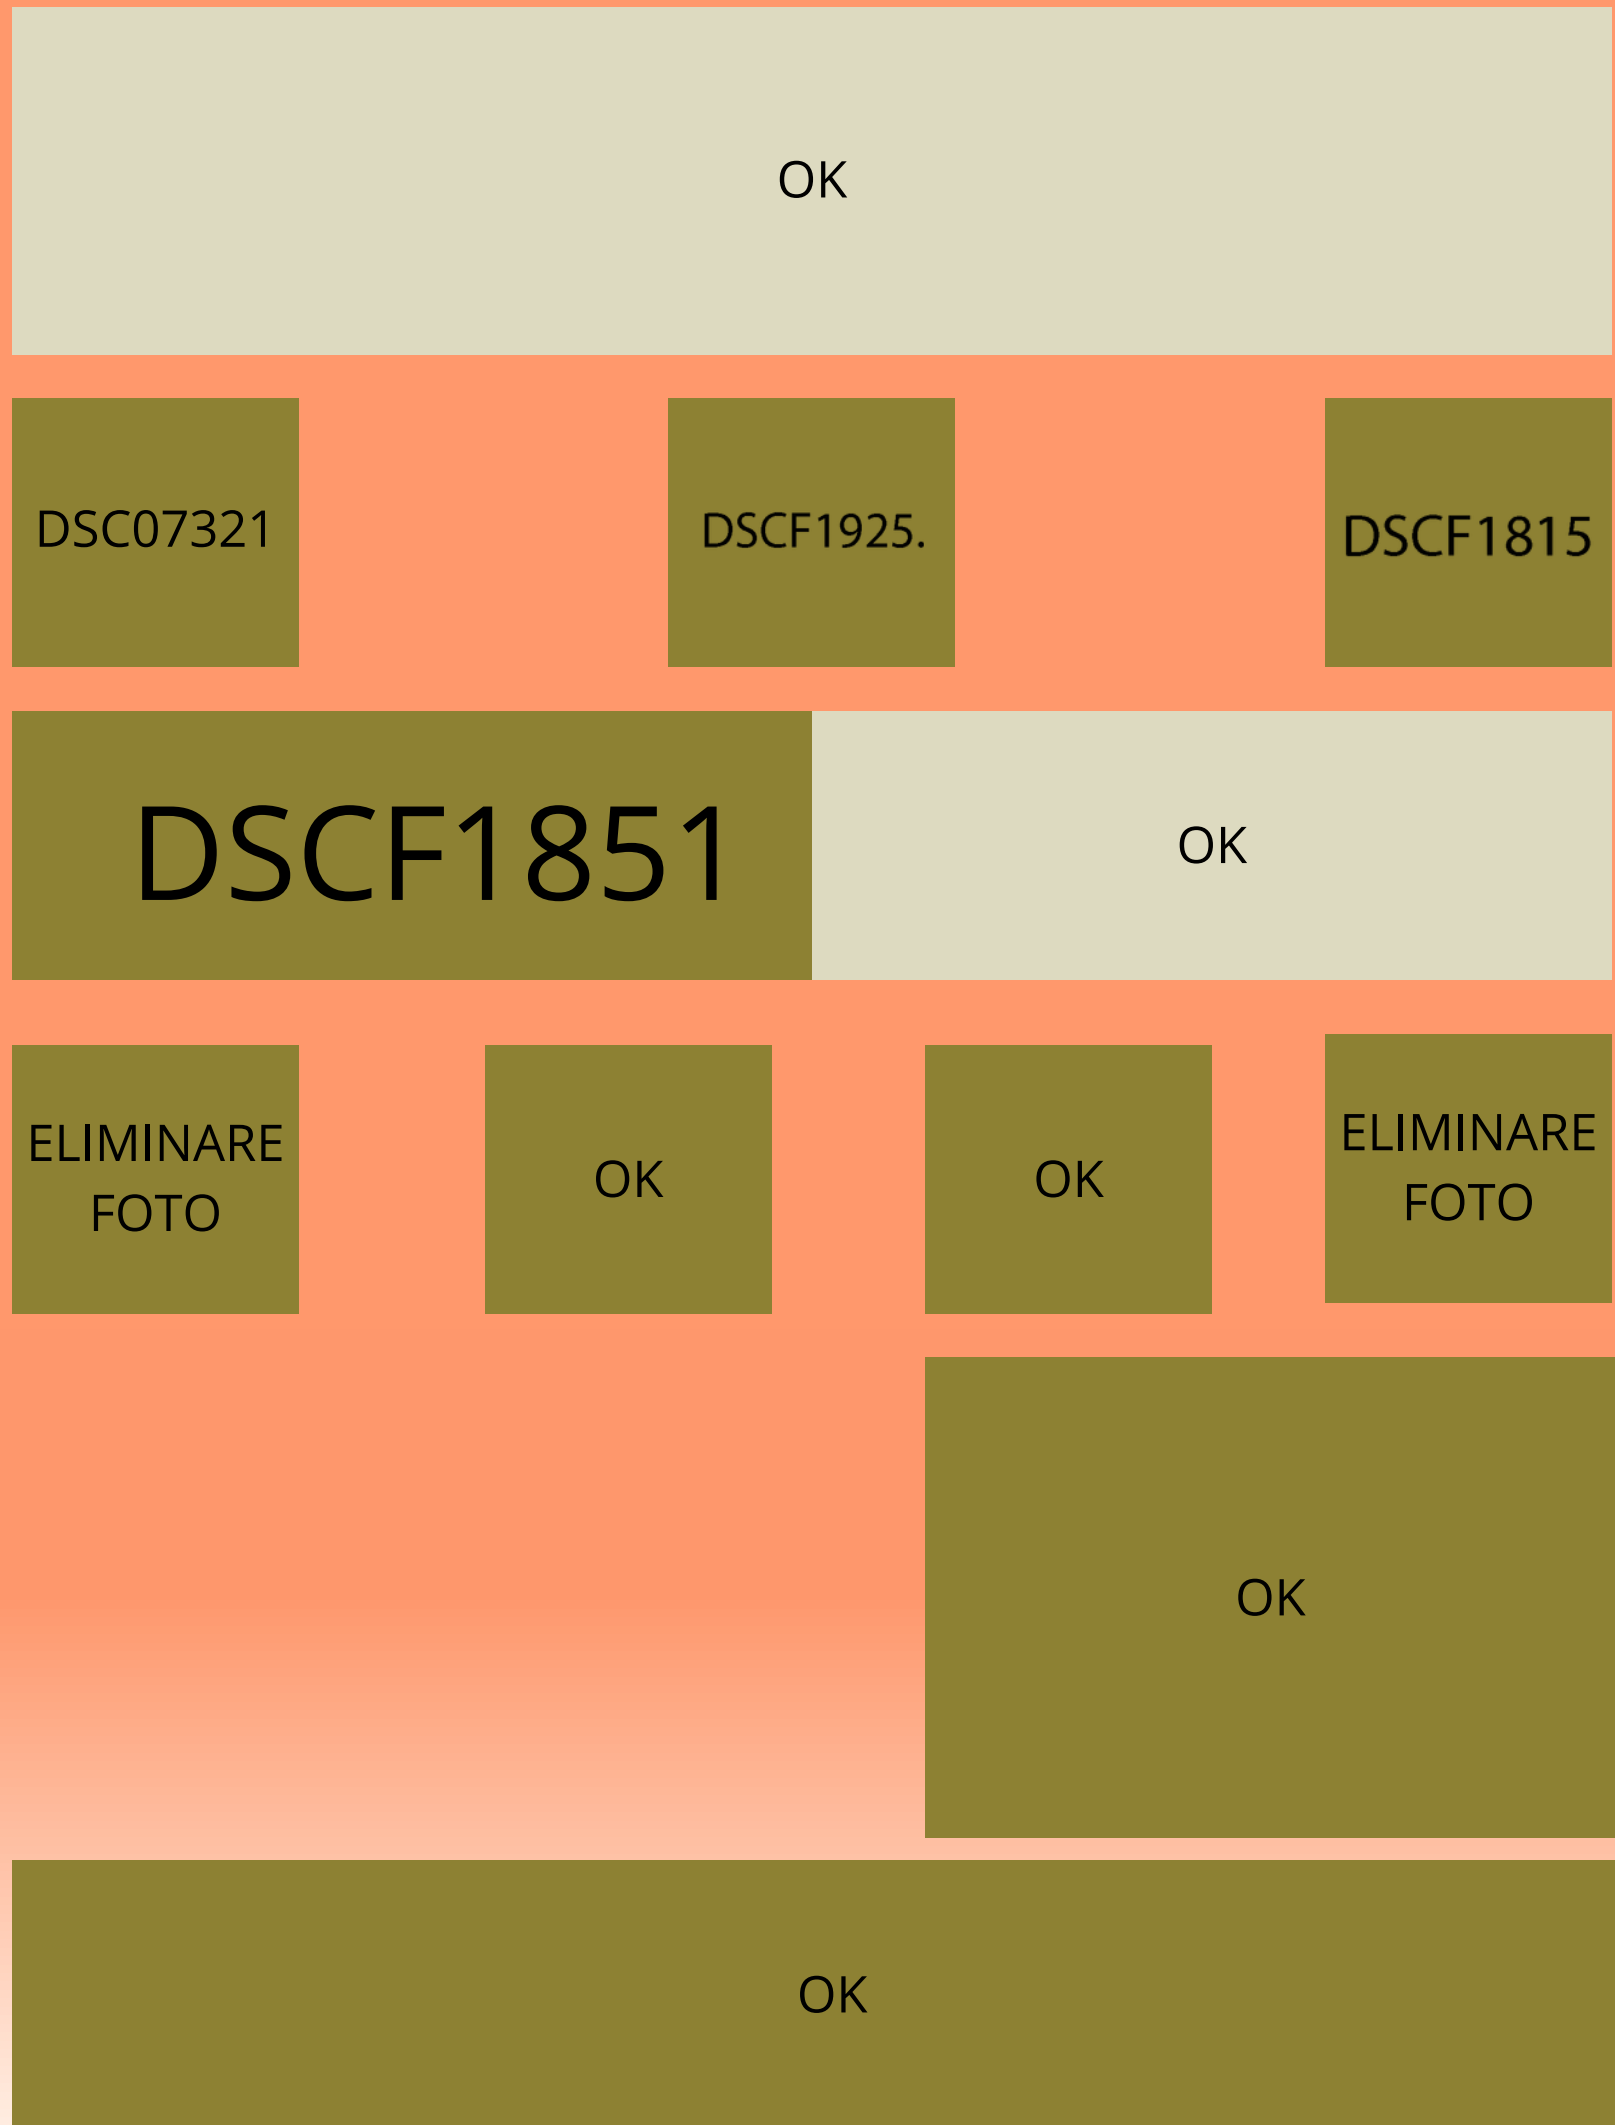 OK
DSC07321
DSCF1925.
DSCF1815
DSCF1851
OK
ELIMINARE
FOTO
OK
OK
ELIMINARE
FOTO
OK
OK